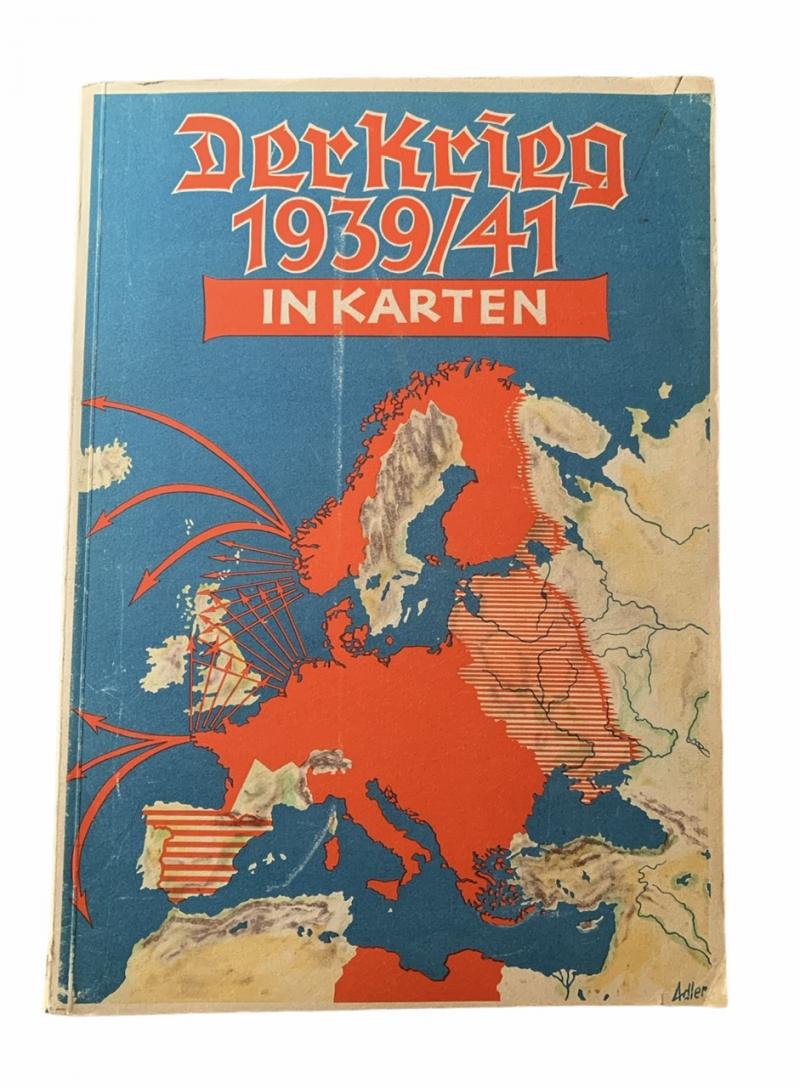 Der Krieg
1939/41
IN KARTEN
Adler